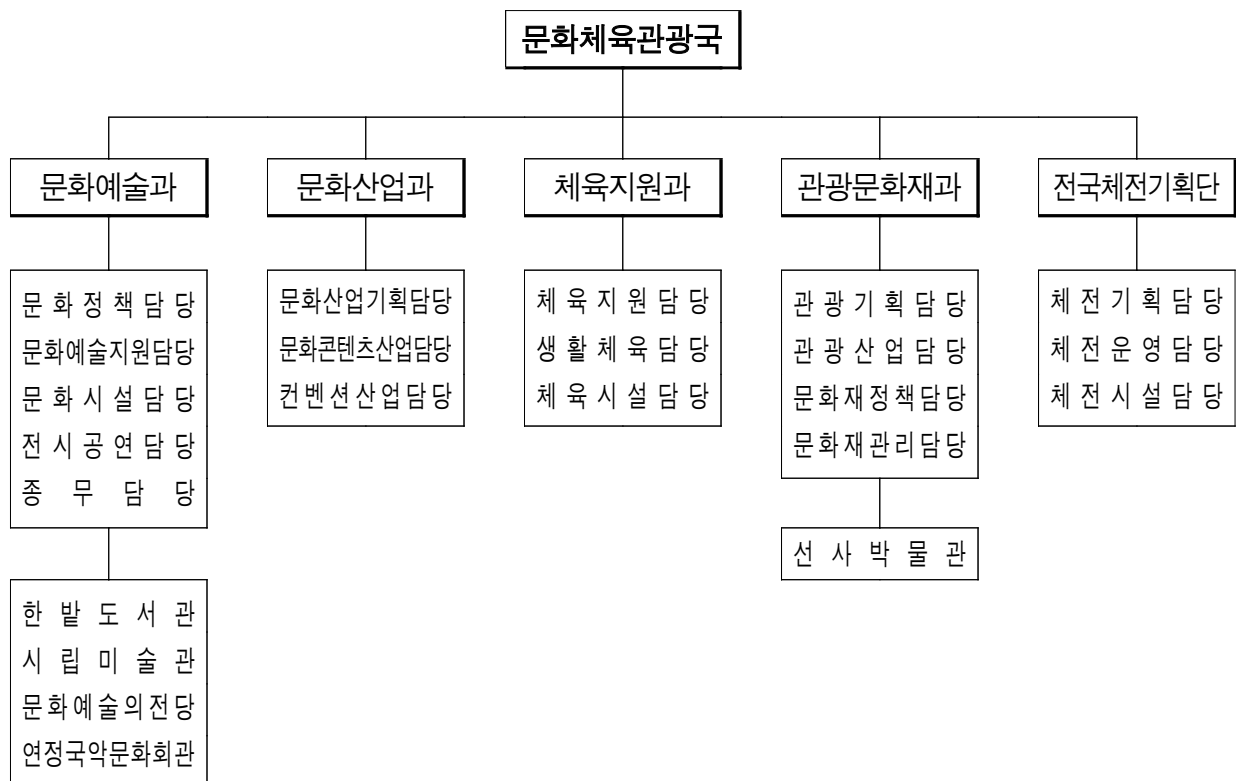 문화체육관광국
문화예술과
문화산업과
체육지원과
관광문화재과
전국체전기획단
문화정책담당
문화예술지원담당
문화시설담당
전시공연담당
종무담당
문화산업기획담당
문화콘텐츠산업담당
컨벤션산업담당
체육지원담당
생활체육담당
체육시설담당
관광기획담당
관광산업담당
문화재정책담당
문화재관리담당
체전기획담당
체전운영담당
체전시설담당
선사박물관
한밭도서관
시립미술관
문화예술의전당
연정국악문화회관